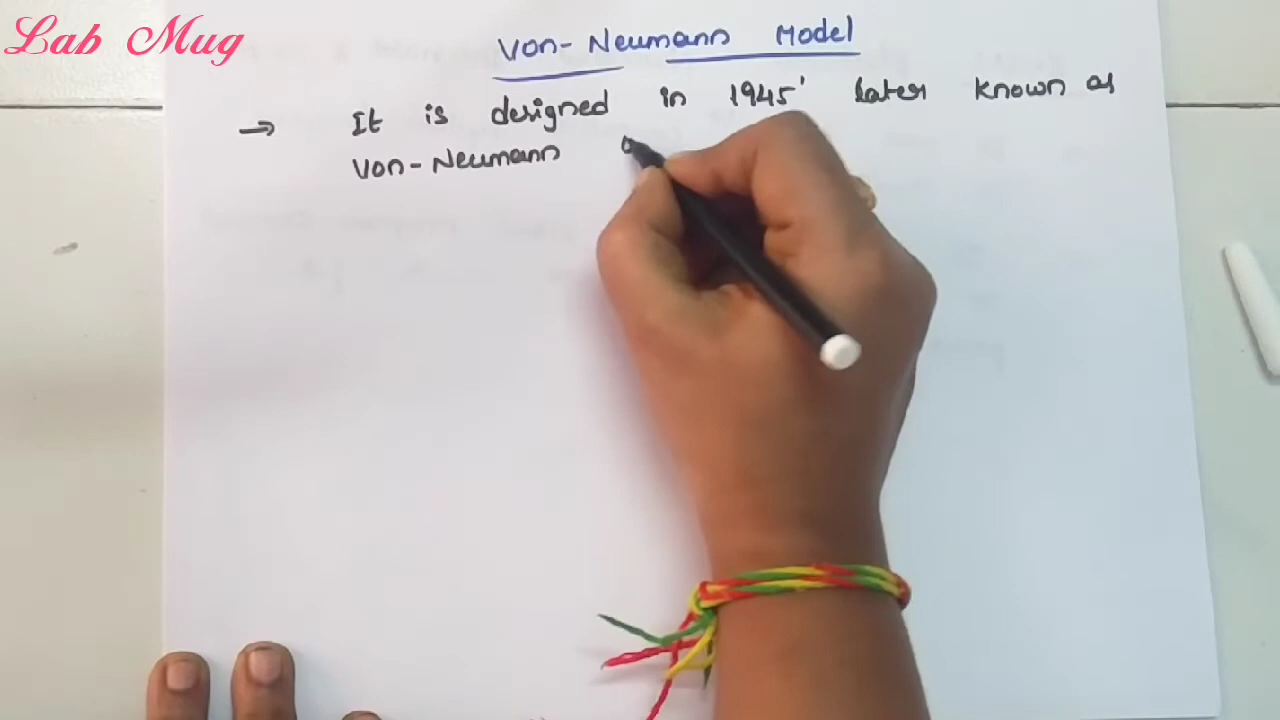 Lab Mug
Von-Neumann Model
→ It is designed in 1945' later known as
Von-Neumann